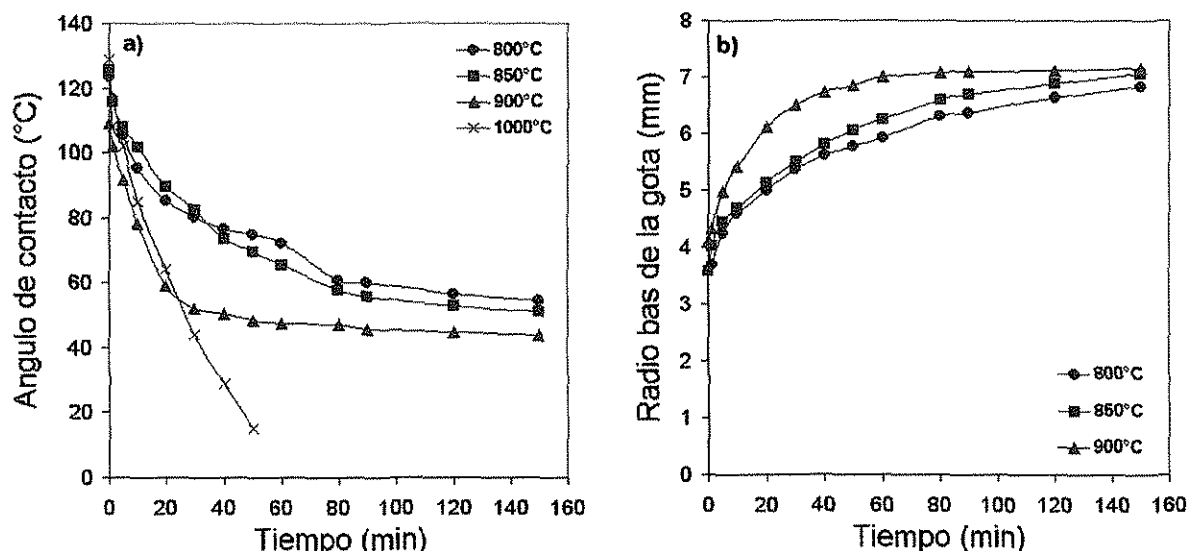 a)
Angulo de contacto (°C)
140
120
100
80
60
40
20
0
800°C
850°C
900°C
1000°C
0 20 40 60 80 100 120 140 160
Tiempo (min)
b)
Radio bas de la gota (mm)
8
7
6
5
4
3
2
1
0
800°C
850°C
900°C
0 20 40 60 80 100 120 140 160
Tiempo (min)